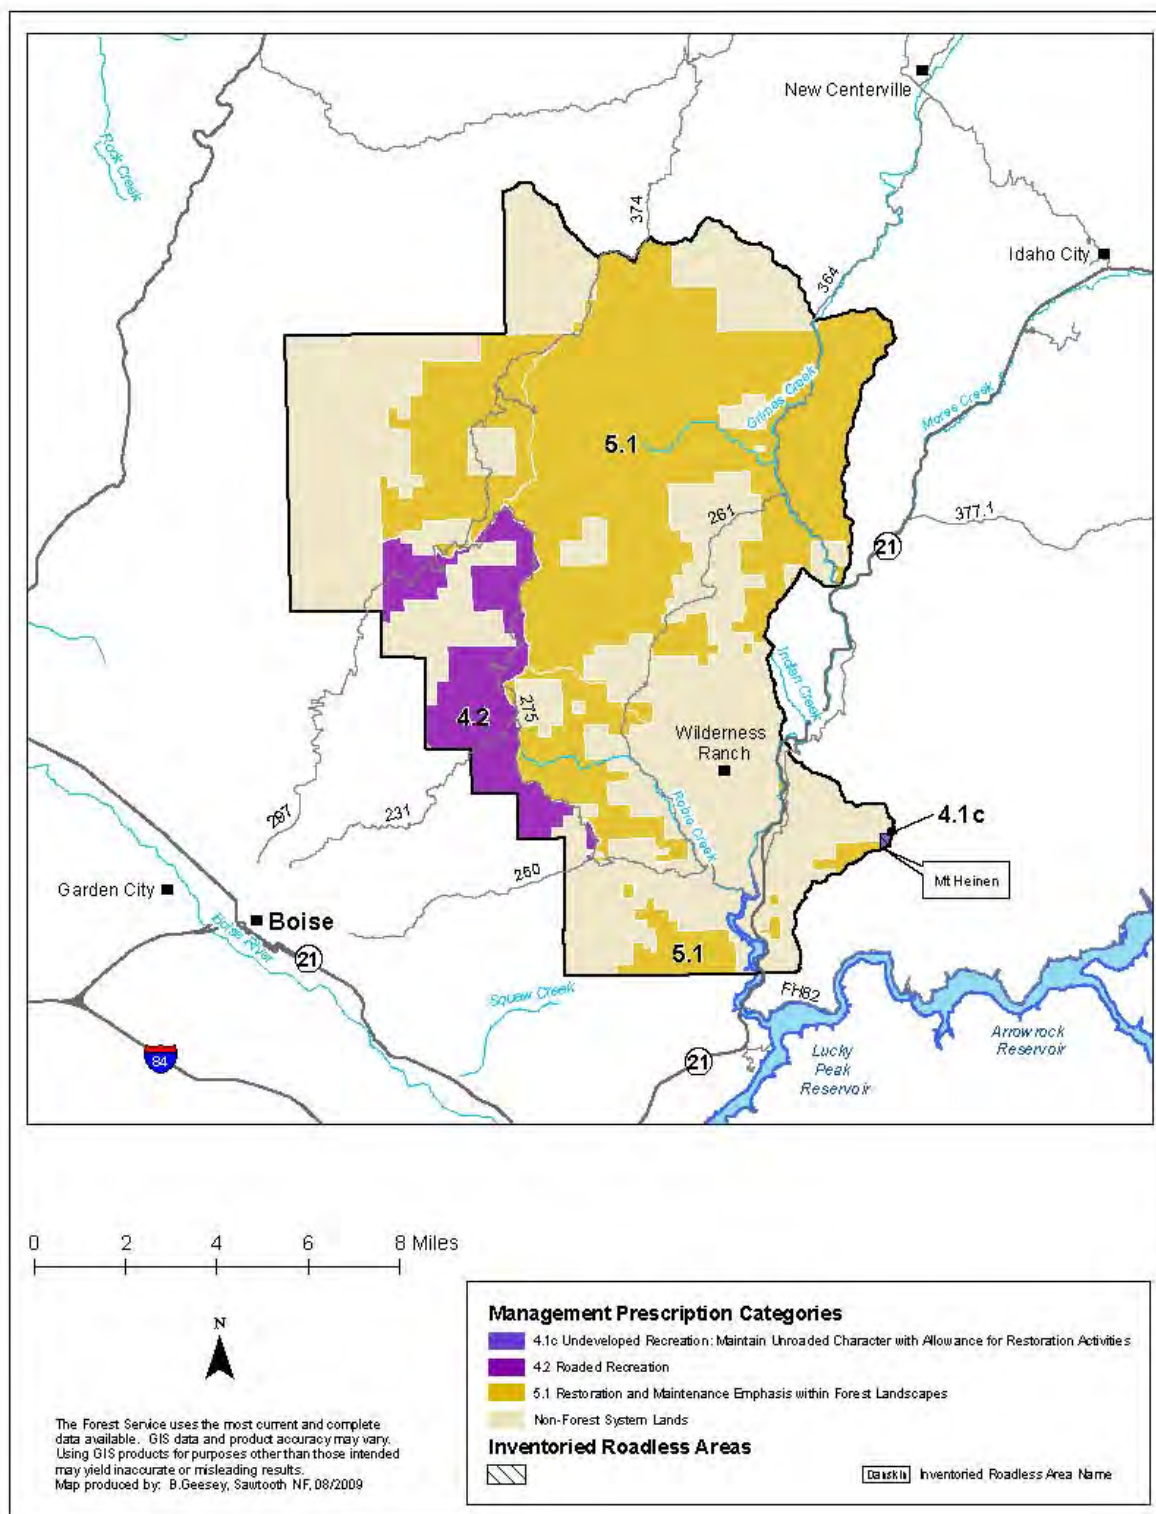 New Centerville
Rock Creek
374
Idaho City
364
Grimes Creek
Mores Creek
5.1
261
377.1
21
Indian Creek
275
4.2
Wilderness
Ranch
297
231
Robie Creek
4.1c
Mt Heinen
260
Garden City
Boise
Boise River
21
5.1
Squaw Creek
FH82
Arrowrock
Reservoir
Lucky
Peak
Reservoir
84
21
0 2 4 6 8 Miles
N
Management Prescription Categories
4.1c Undeveloped Recreation: Maintain Unroaded Character with Allowance for Restoration Activities
4.2 Roaded Recreation
5.1 Restoration and Maintenance Emphasis within Forest Landscapes
Non-Forest System Lands
Inventoried Roadless Areas
Danskin Inventoried Roadless Area Name
The Forest Service uses the most current and complete
data available. GIS data and product accuracy may vary.
Using GIS products for purposes other than those intended
may yield inaccurate or misleading results.
Map produced by: B.Geesey, Sawtooth NF, 08/2009